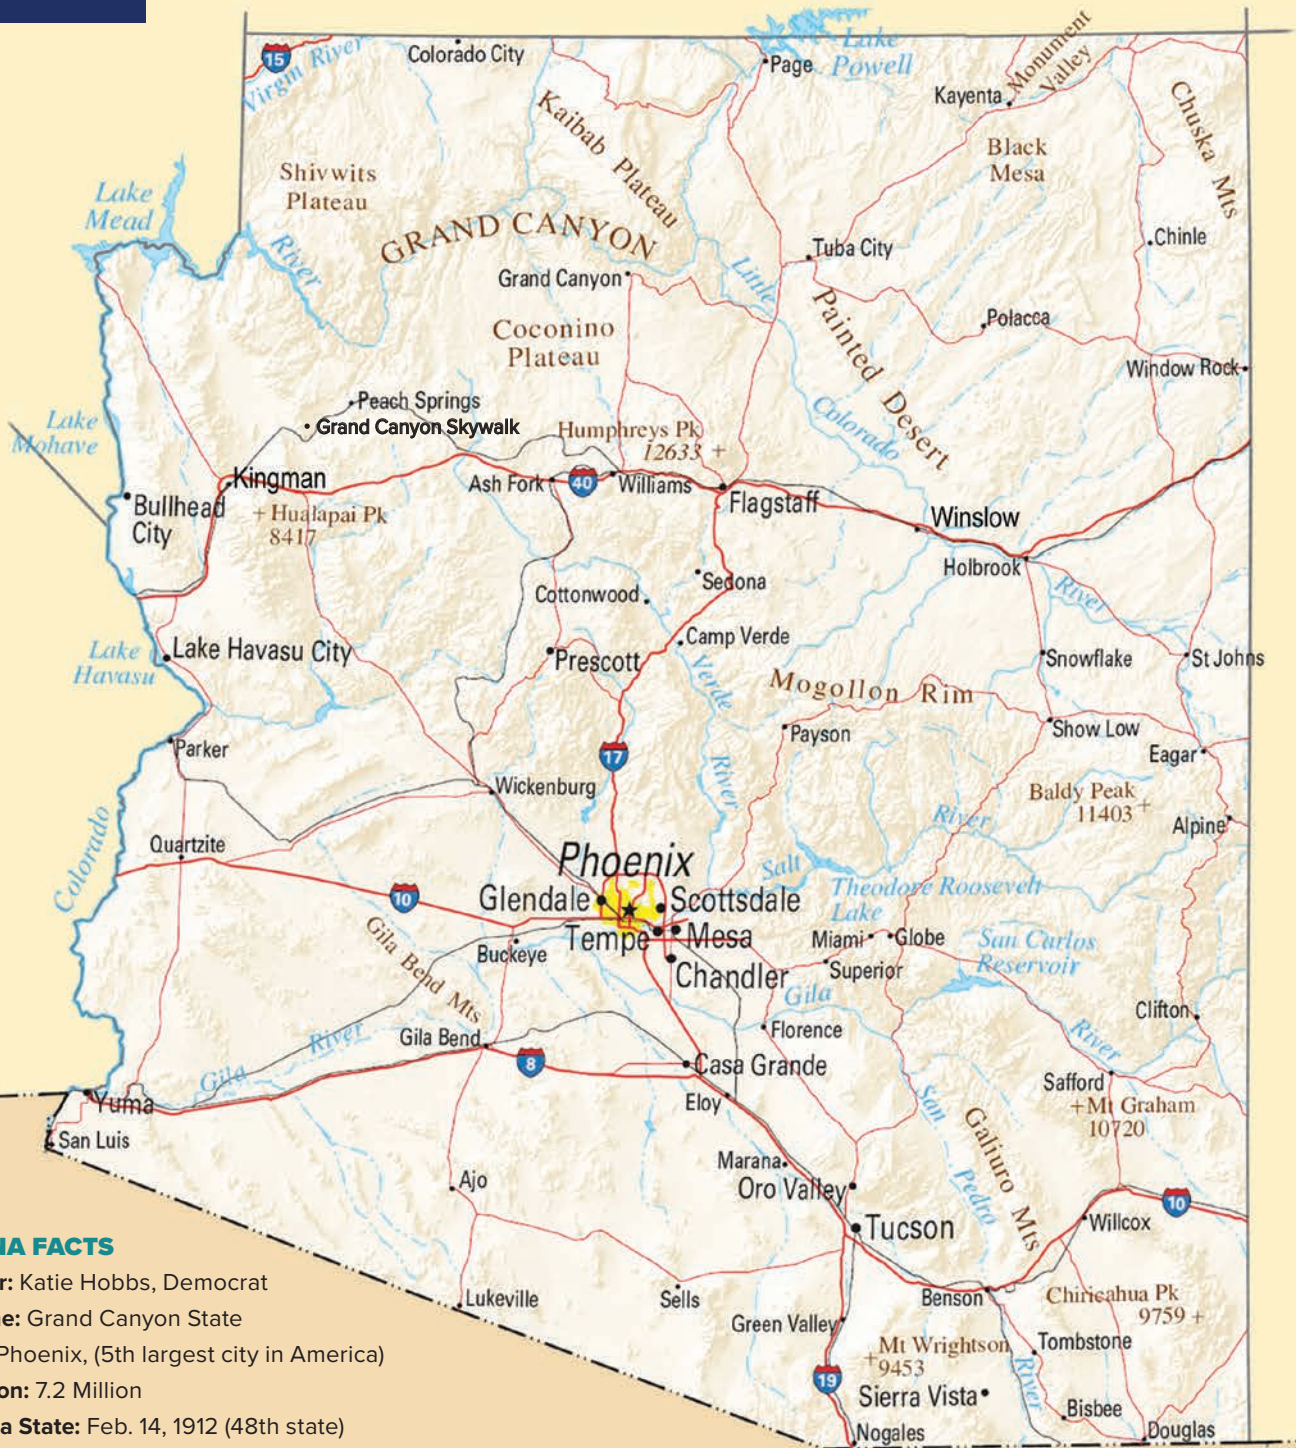 15
Virgin River
Colorado City
Page
Lake
Powell
Monument
Valley
Kayenta
Chuska Mts
Kaibab Plateau
Black
Mesa
Shivwits
Plateau
Lake
Mead
River
GRAND CANYON
Tuba City
Chinle
Grand Canyon
Little
Painted Desert
Coconino
Plateau
Polacca
Window Rock
Peach Springs
Grand Canyon Skywalk
Lake
Mohave
Humphreys Pk
12633 +
Colorado
Kingman
Ash Fork
40
Williams
Flagstaff
Bullhead
City
+ Hualapai Pk
8417
Winslow
Holbrook
Sedona
Cottonwood
River
Camp Verde
Lake Havasu City
Lake
Havasu
Prescott
Verde
River
Snowflake
St Johns
Mogollon Rim
Payson
Show Low
Eagar
Parker
17
Wickenburg
Baldy Peak
11403 +
River
Alpine
Colorado
Quartzite
Phoenix
Salt
10
Glendale
Scottsdale
Theodore Roosevelt
Lake
Gila Bend Mts
Tempe
Mesa
Miami
Globe
San Carlos
Reservoir
Buckeye
Chandler
Superior
Gila
Clifton
River
Gila Bend
River
Florence
Gila
8
Casa Grande
Safford
Yuma
Eloy
San
Pedro
+Mt Graham
10720
San Luis
Galiuro Mts
Marana
Oro Valley
Ajo
10
Tucson
Willcox
NA FACTS
r: Katie Hobbs, Democrat
e: Grand Canyon State
Phoenix, (5th largest city in America)
on: 7.2 Million
a State: Feb. 14, 1912 (48th state)
Lukeville
Sells
Benson
Chiricahua Pk
9759 +
Green Valley
Mt Wrightson
+9453
Tombstone
River
19
Sierra Vista
Bisbee
Nogales
Douglas